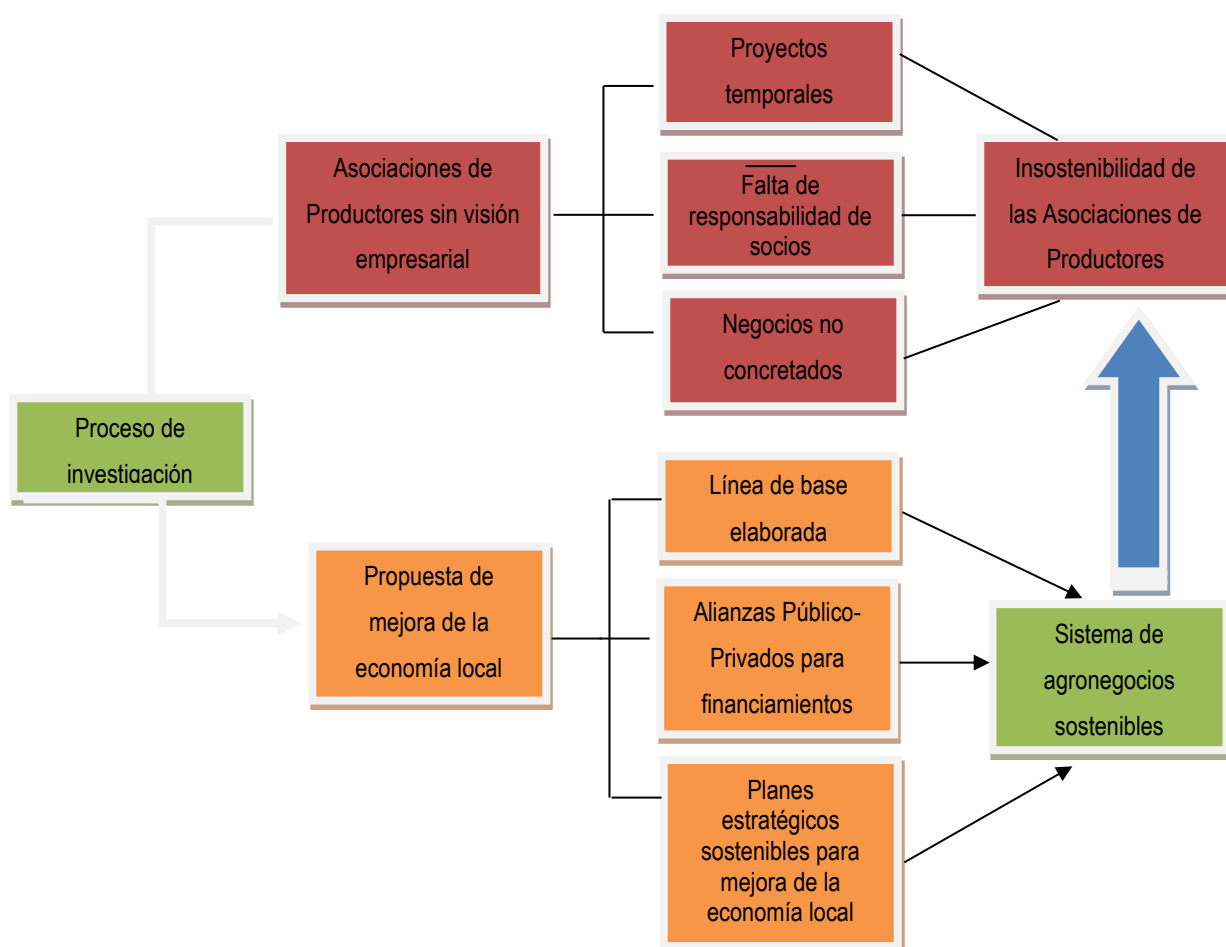 Proyectos
temporales
Asociaciones de
Productores sin visión
empresarial
Falta de
responsabilidad de
socios
Insostenibilidad de
las Asociaciones de
Productores
Negocios no
concretados
Proceso de
investigación
Línea de base
elaborada
Propuesta de
mejora de la
economía local
Alianzas Público-
Privados para
financiamientos
Sistema de
agronegocios
sostenibles
Planes
estratégicos
sostenibles para
mejora de la
economía local